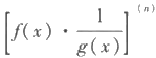 [f(x) · 1/g(x)]^(n)